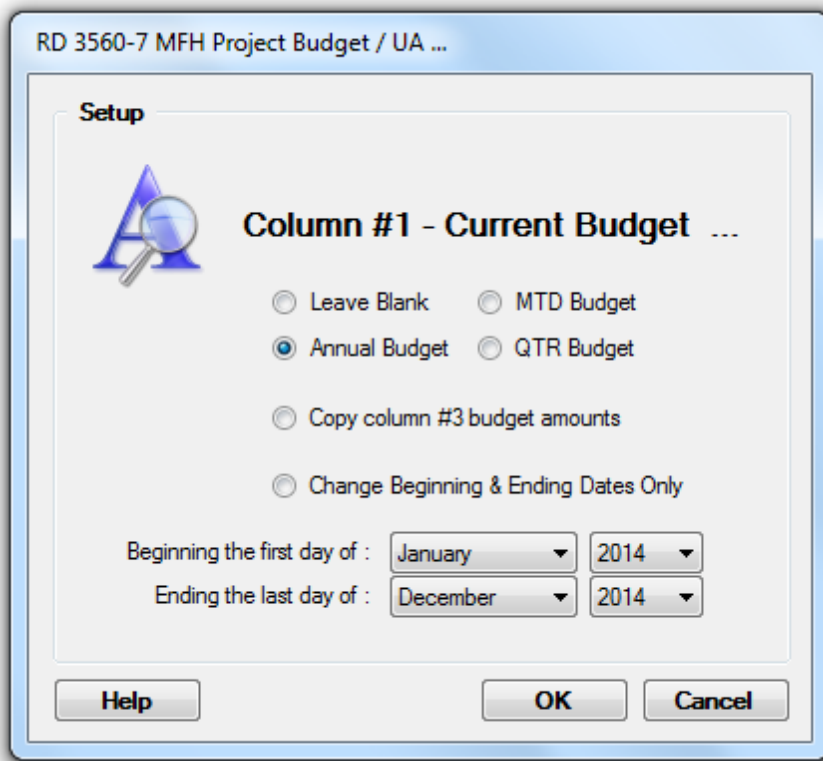 RD 3560-7 MFH Project Budget / UA ...
Setup
Column #1 - Current Budget ...
Leave Blank MTD Budget
Annual Budget QTR Budget
Copy column #3 budget amounts
Change Beginning & Ending Dates Only
Beginning the first day of : January 2014
Ending the last day of : December 2014
Help OK Cancel